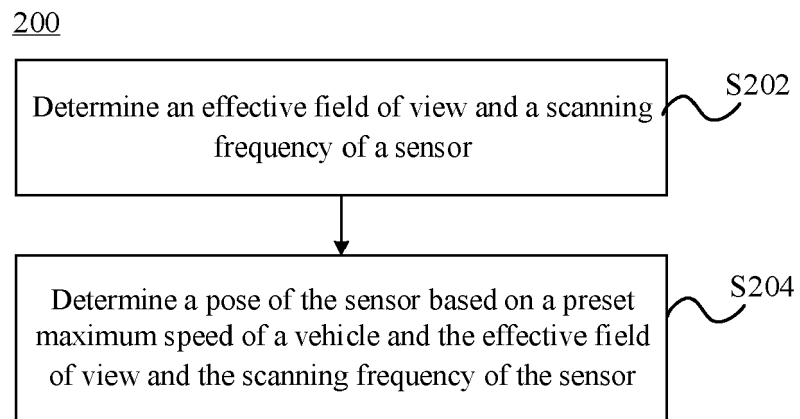 200
Determine an effective field of view and a scanning
frequency of a sensor
S202
Determine a pose of the sensor based on a preset
maximum speed of a vehicle and the effective field
of view and the scanning frequency of the sensor
S204